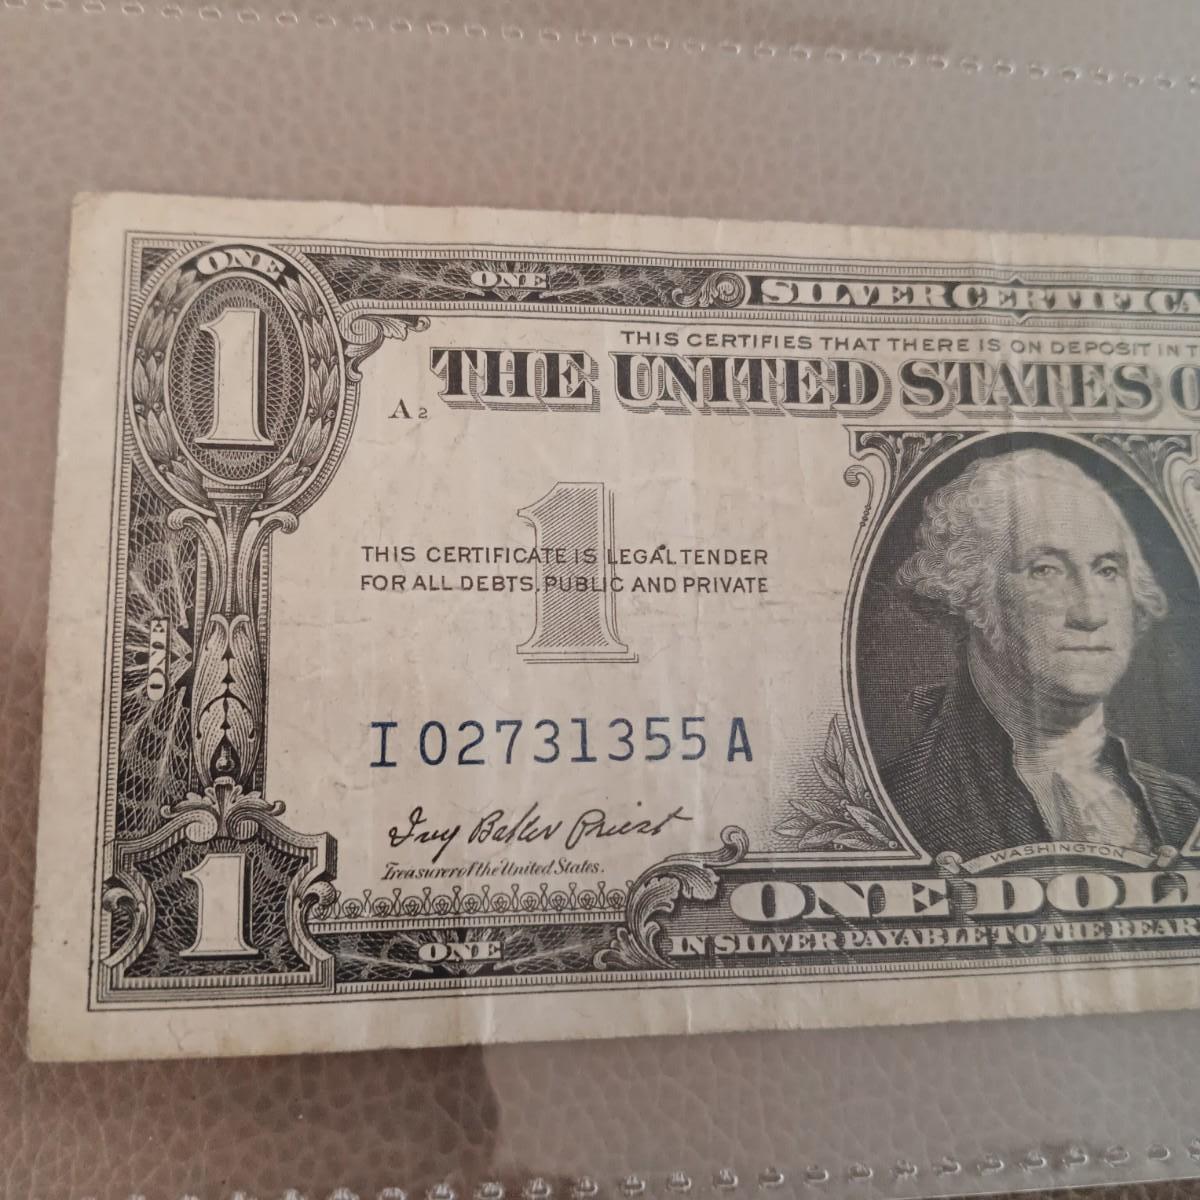 ONE
ONE
SILVER CERTIFICA
THIS CERTIFIES THAT THERE IS ON DEPOSIT IN T
THE UNITED STATES O
1
A 2
1
THIS CERTIFICATE IS LEGAL TENDER
FOR ALL DEBTS, PUBLIC AND PRIVATE
ONE
I 02731355 A
Ivy Baker Priest
Treasurer of the United States.
WASHINGTON
1
ONE DOL
ONE
IN SILVER PAYABLE TO THE BEAR